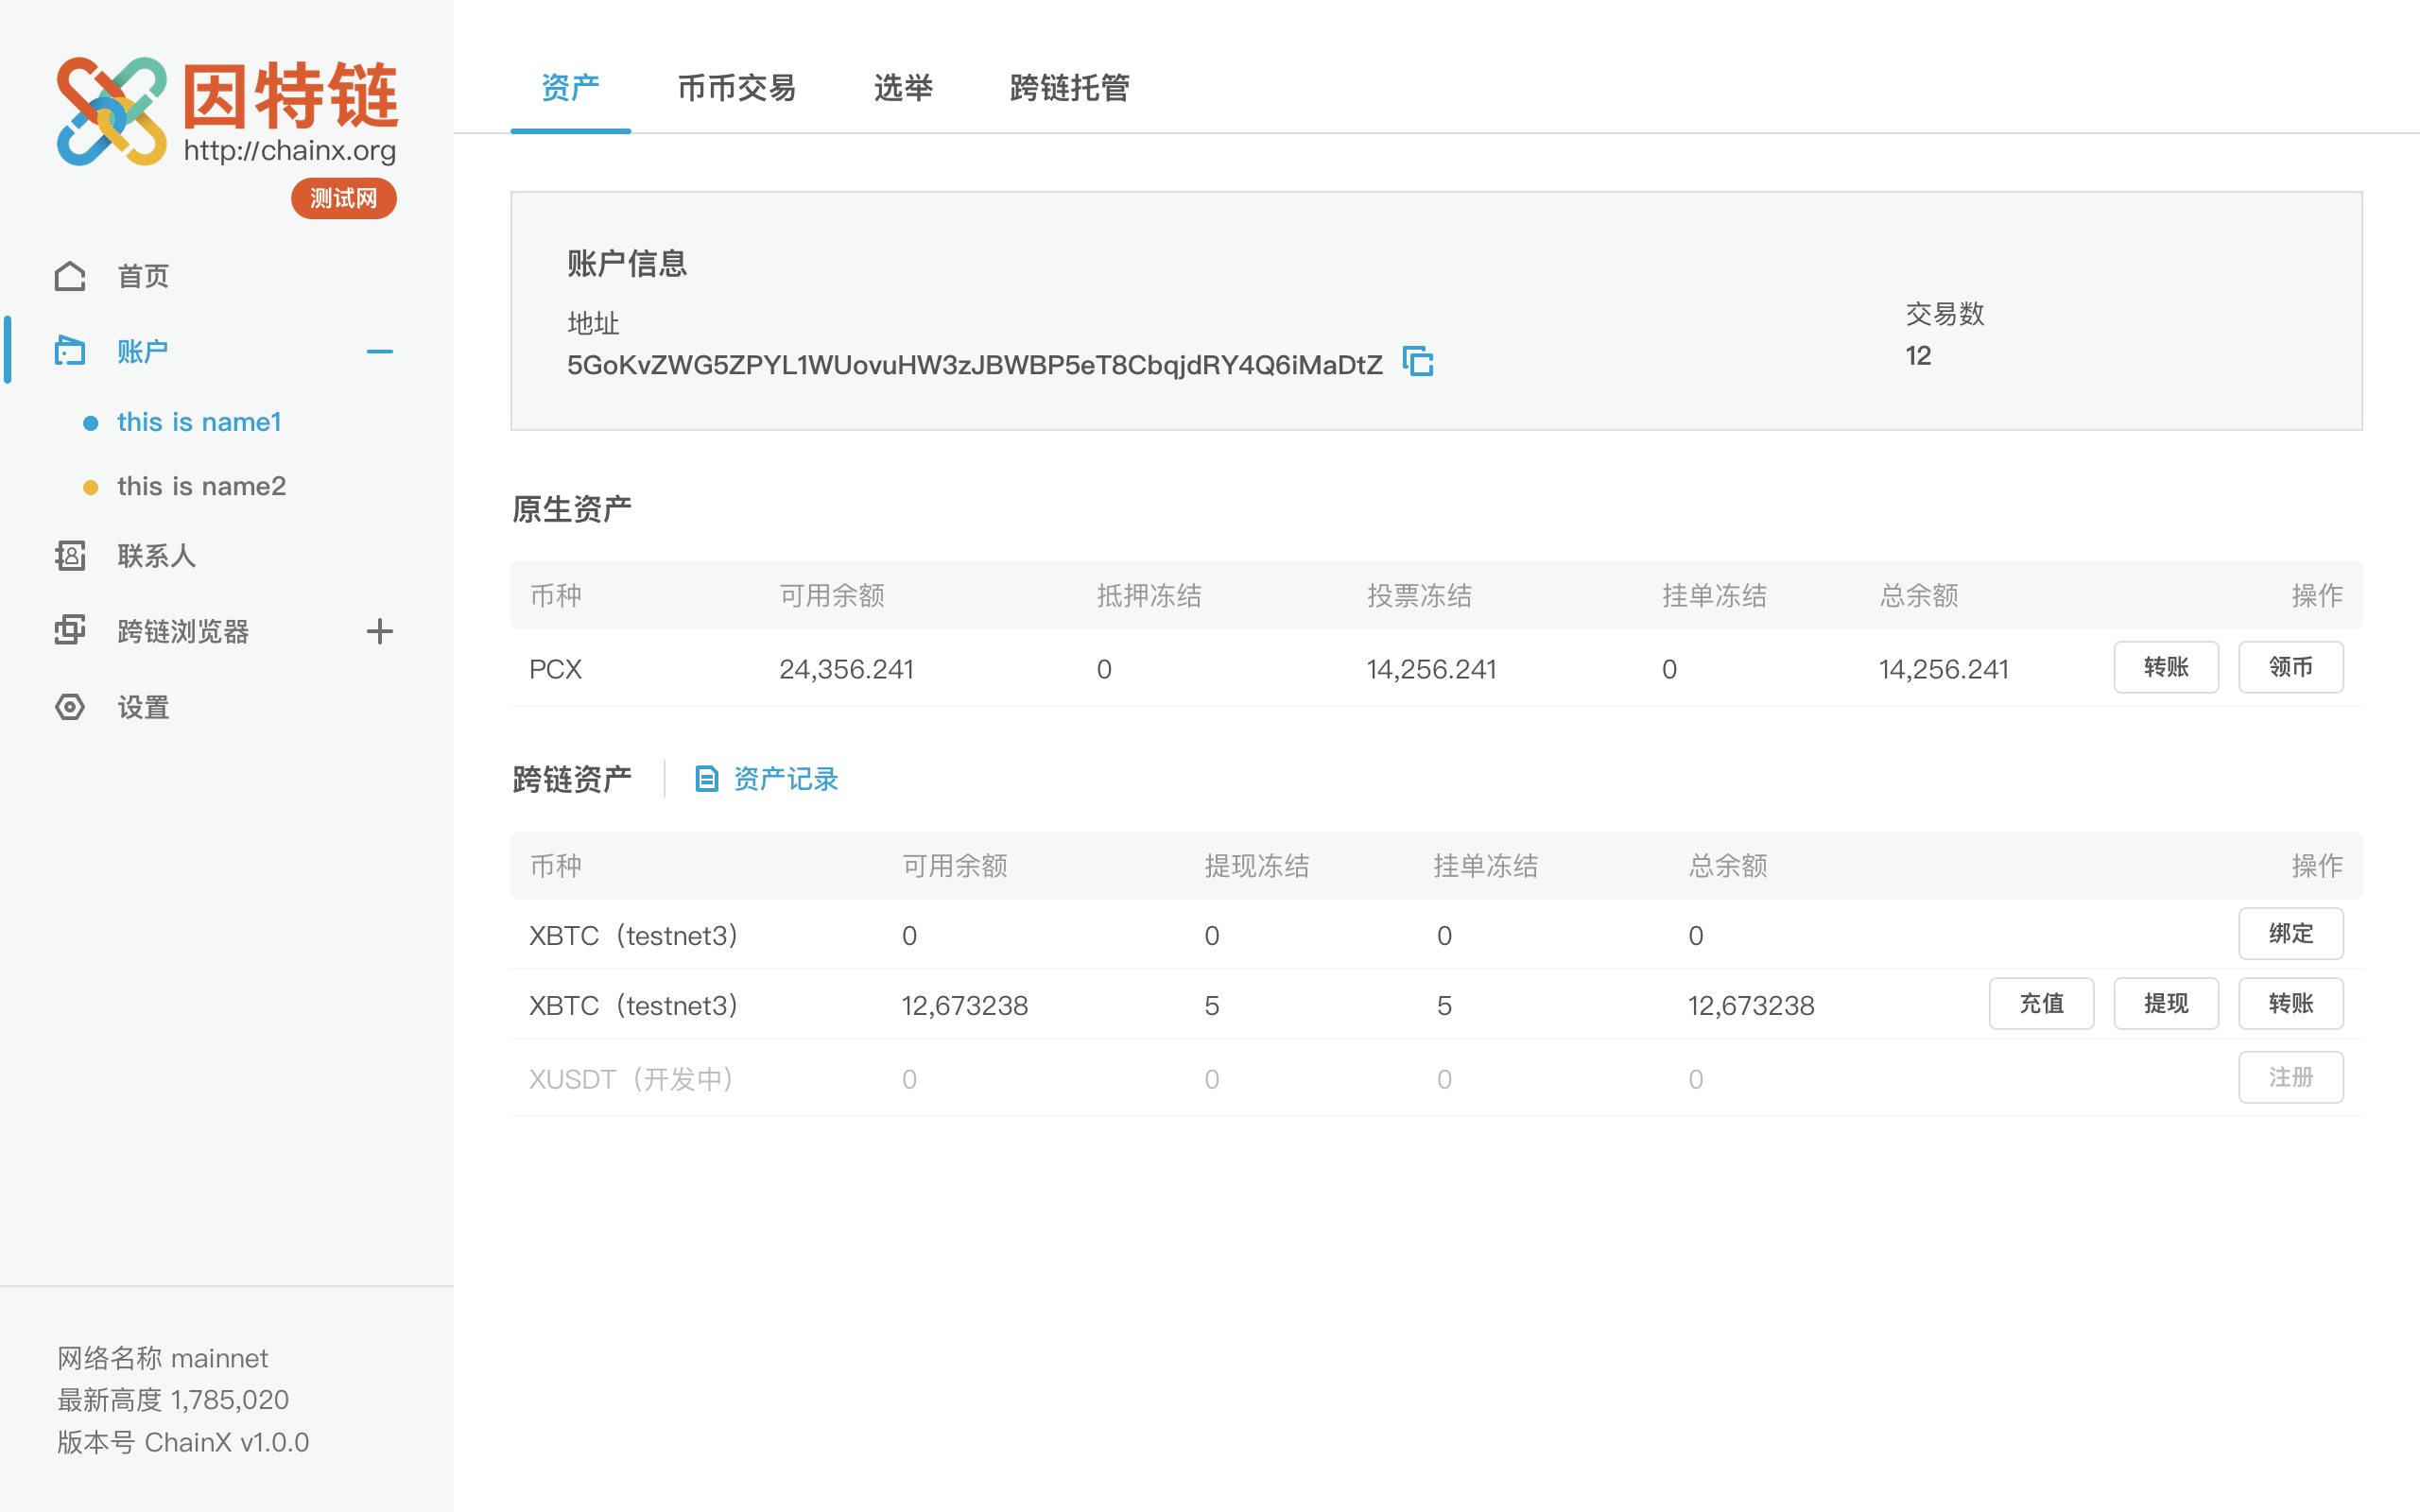 因特链
http://chainx.org
测试网
首页
账户
this is name1
this is name2
联系人
跨链浏览器
设置
网络名称 mainnet
最新高度 1,785,020
版本号 ChainX v1.0.0
资产 币币交易 选举 跨链托管
账户信息
地址
5GoKvZWG5ZPYL1WUovuHW3zJBWBP5eT8CbqjdRY4Q6iMaDtZ
交易数
12
原生资产
币种 可用余额 抵押冻结 投票冻结 挂单冻结 总余额 操作
PCX 24,356.241 0 14,256.241 0 14,256.241 转账 领币
跨链资产 资产记录
币种 可用余额 提现冻结 挂单冻结 总余额 操作
XBTC（testnet3） 0 0 0 0 绑定
XBTC（testnet3） 12,673238 5 5 12,673238 充值 提现 转账
XUSDT（开发中） 0 0 0 0 注册